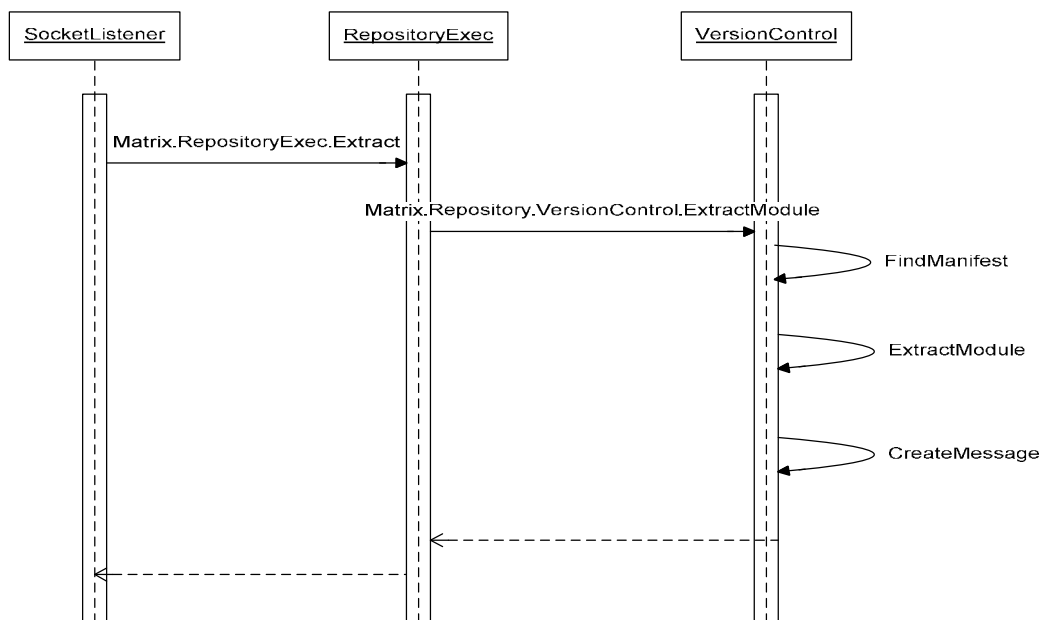 SocketListener
RepositoryExec
VersionControl
Matrix.RepositoryExec.Extract
Matrix.Repository.VersionControl.ExtractModule
FindManifest
ExtractModule
CreateMessage